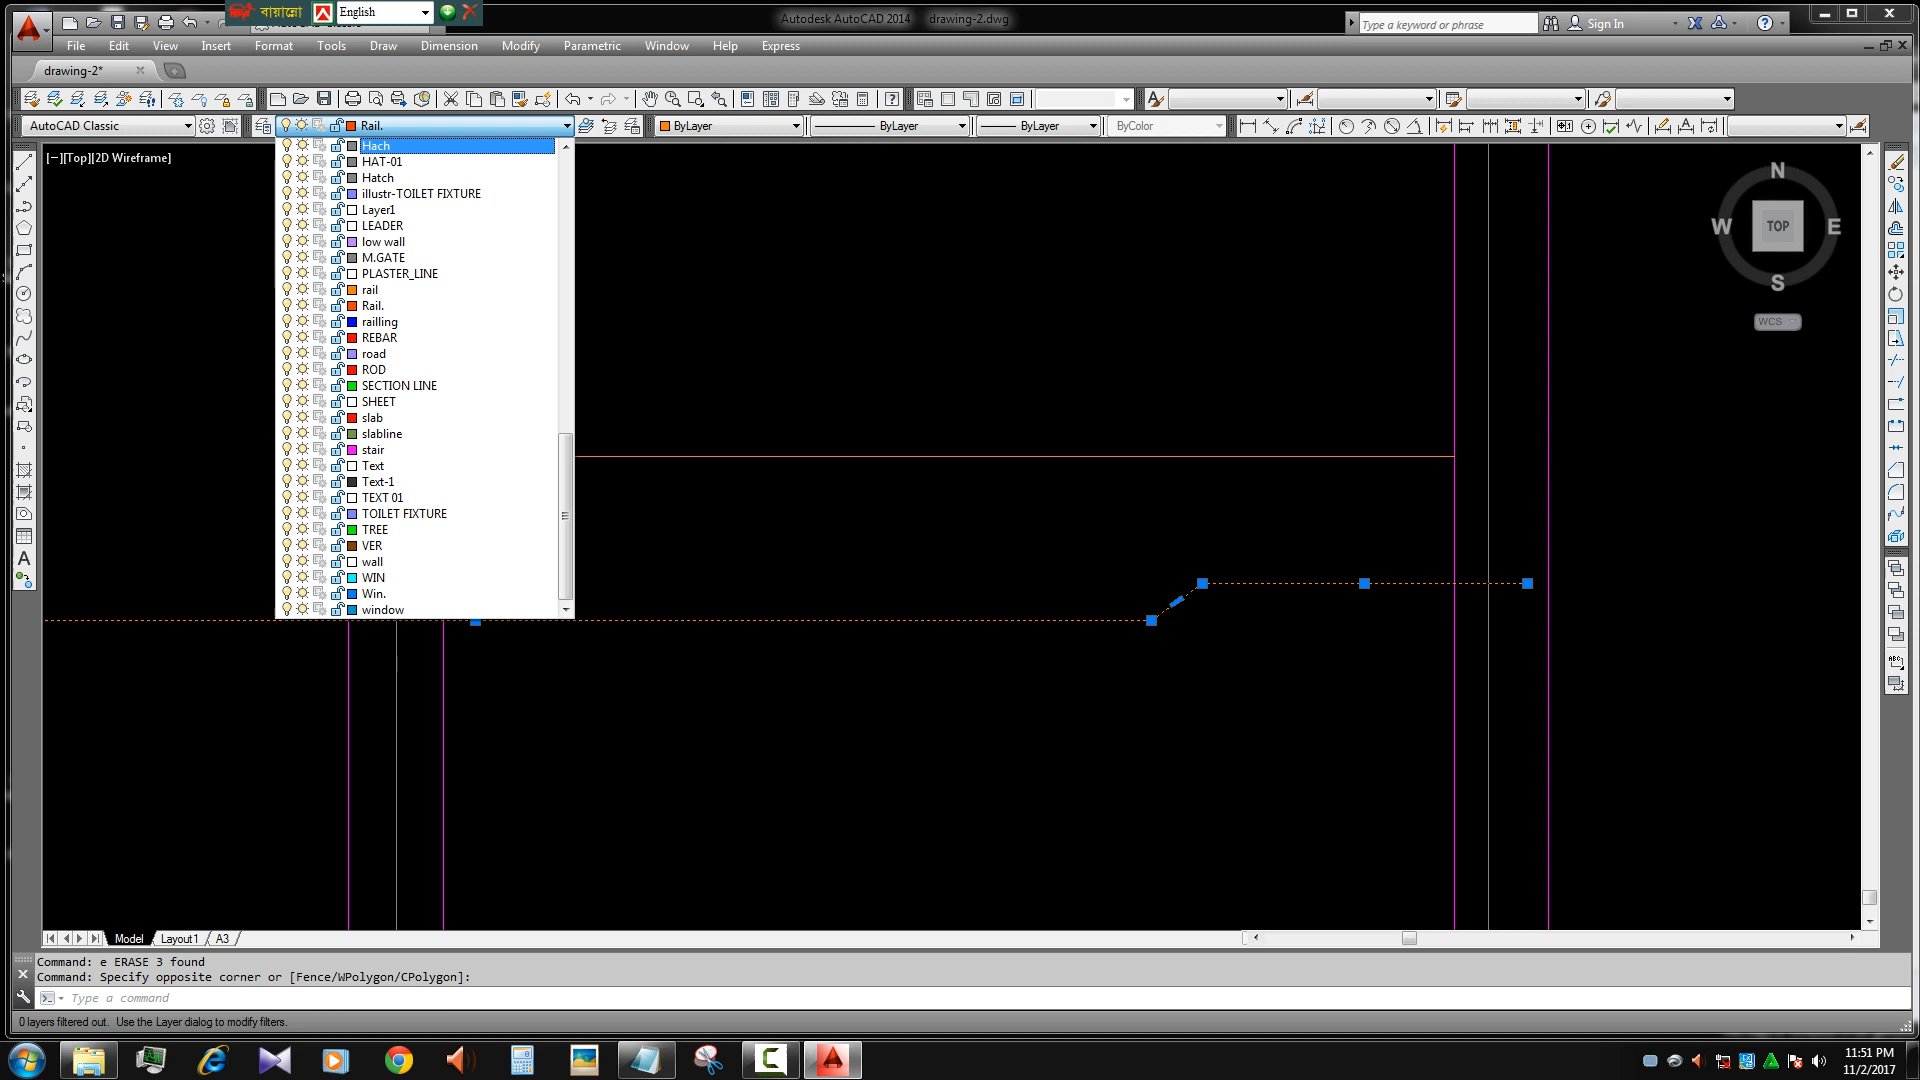 বায়ান্নো English
Autodesk AutoCAD 2014 drawing-2.dwg
Type a keyword or phrase
Sign In
File Edit View Insert Format Tools Draw Dimension Modify Parametric Window Help Express
drawing-2*
AutoCAD Classic
Rail.
ByLayer
ByLayer
ByLayer
ByColor
[−][Top][2D Wireframe]
Hach
HAT-01
Hatch
illustr-TOILET FIXTURE
Layer1
LEADER
low wall
M.GATE
PLASTER_LINE
rail
Rail.
railling
REBAR
road
ROD
SECTION LINE
SHEET
slab
slabline
stair
Text
Text-1
TEXT 01
TOILET FIXTURE
TREE
VER
wall
WIN
Win.
window
N
W
TOP
E
S
WCS
Model Layout1 A3
Command: e ERASE 3 found
Command: Specify opposite corner or [Fence/WPolygon/CPolygon]:
Type a command
0 layers filtered out. Use the Layer dialog to modify filters.
11:51 PM
11/2/2017